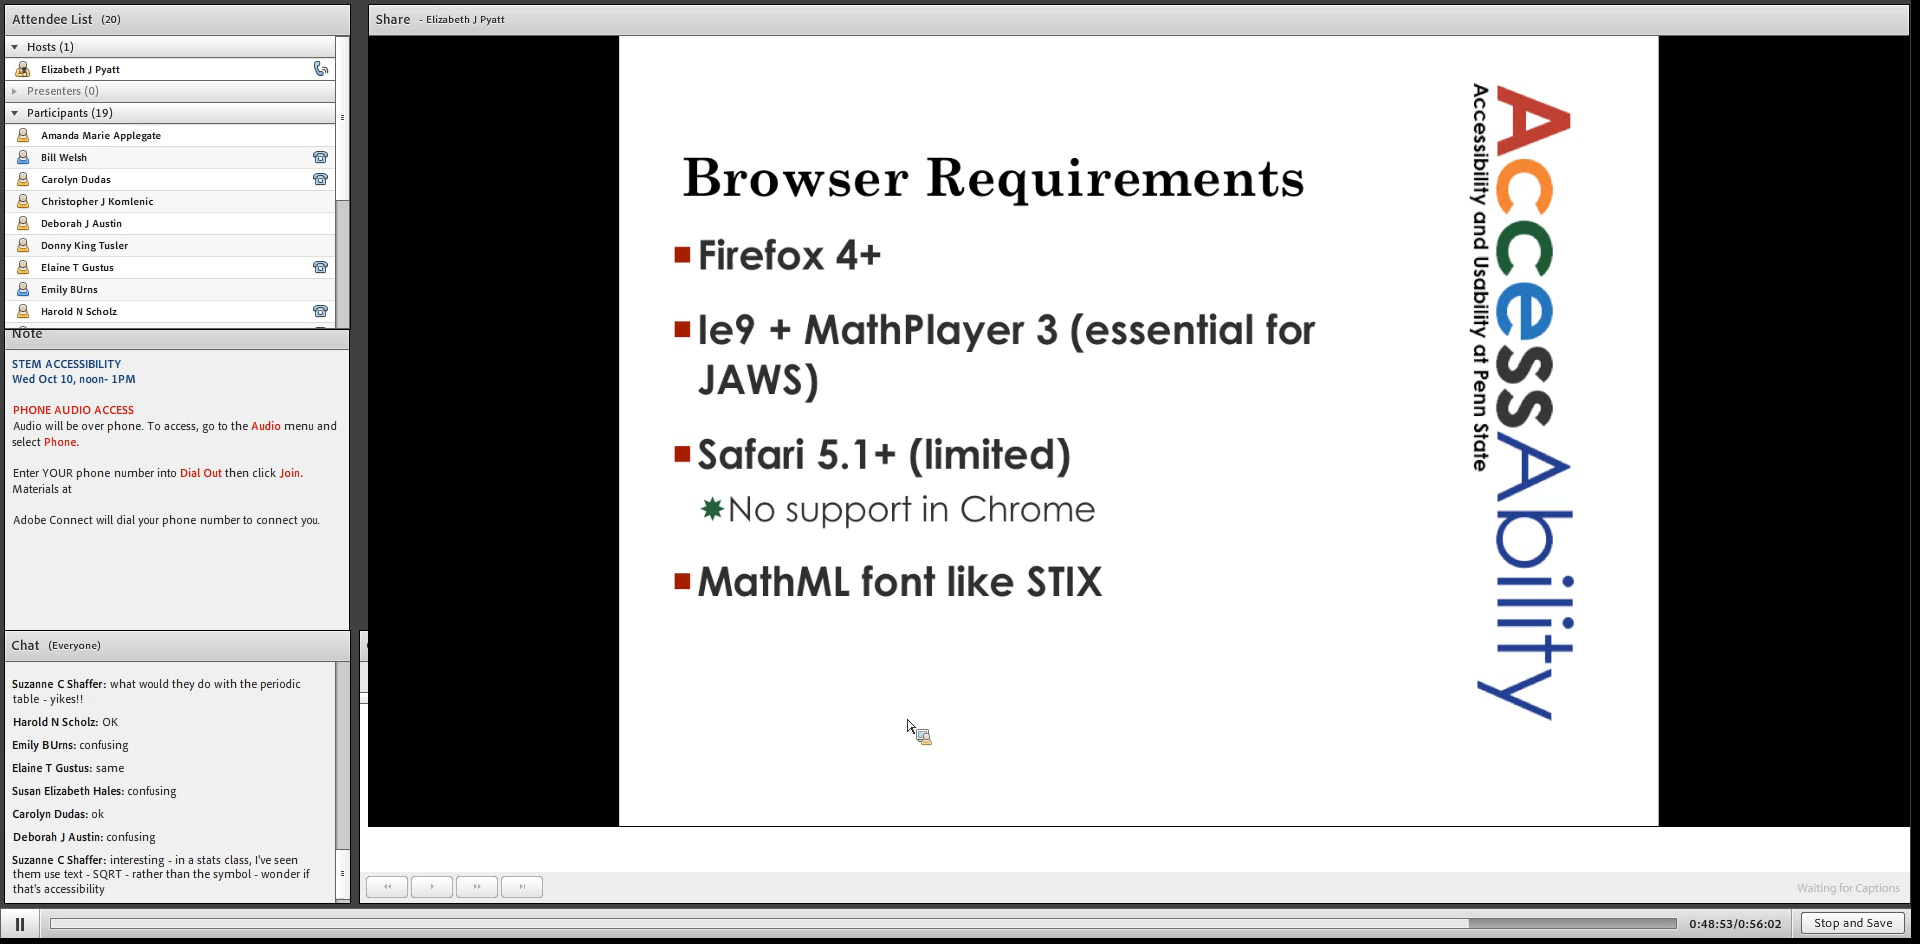 Attendee List (20)
Hosts (1)
Elizabeth J Pyatt
Presenters (0)
Participants (19)
Amanda Marie Applegate
Bill Welsh
Carolyn Dudas
Christopher J Komlenic
Deborah J Austin
Donny King Tusler
Elaine T Gustus
Emily BUrns
Harold N Scholz
Note
STEM ACCESSIBILITY
Wed Oct 10, noon- 1PM
PHONE AUDIO ACCESS
Audio will be over phone. To access, go to the Audio menu and
select Phone.
Enter YOUR phone number into Dial Out then click Join.
Materials at
Adobe Connect will dial your phone number to connect you.
Chat (Everyone)
Suzanne C Shaffer: what would they do with the periodic
table - yikes!!
Harold N Scholz: OK
Emily BUrns: confusing
Elaine T Gustus: same
Susan Elizabeth Hales: confusing
Carolyn Dudas: ok
Deborah J Austin: confusing
Suzanne C Shaffer: interesting - in a stats class, I've seen
them use text - SQRT - rather than the symbol - wonder if
that's accessibility
Share - Elizabeth J Pyatt
Browser Requirements
Firefox 4+
Ie9 + MathPlayer 3 (essential for
JAWS)
Safari 5.1+ (limited)
No support in Chrome
MathML font like STIX
AccessAbility
Accessibility and Usability at Penn State
Waiting for Captions
0:48:53/0:56:02
Stop and Save